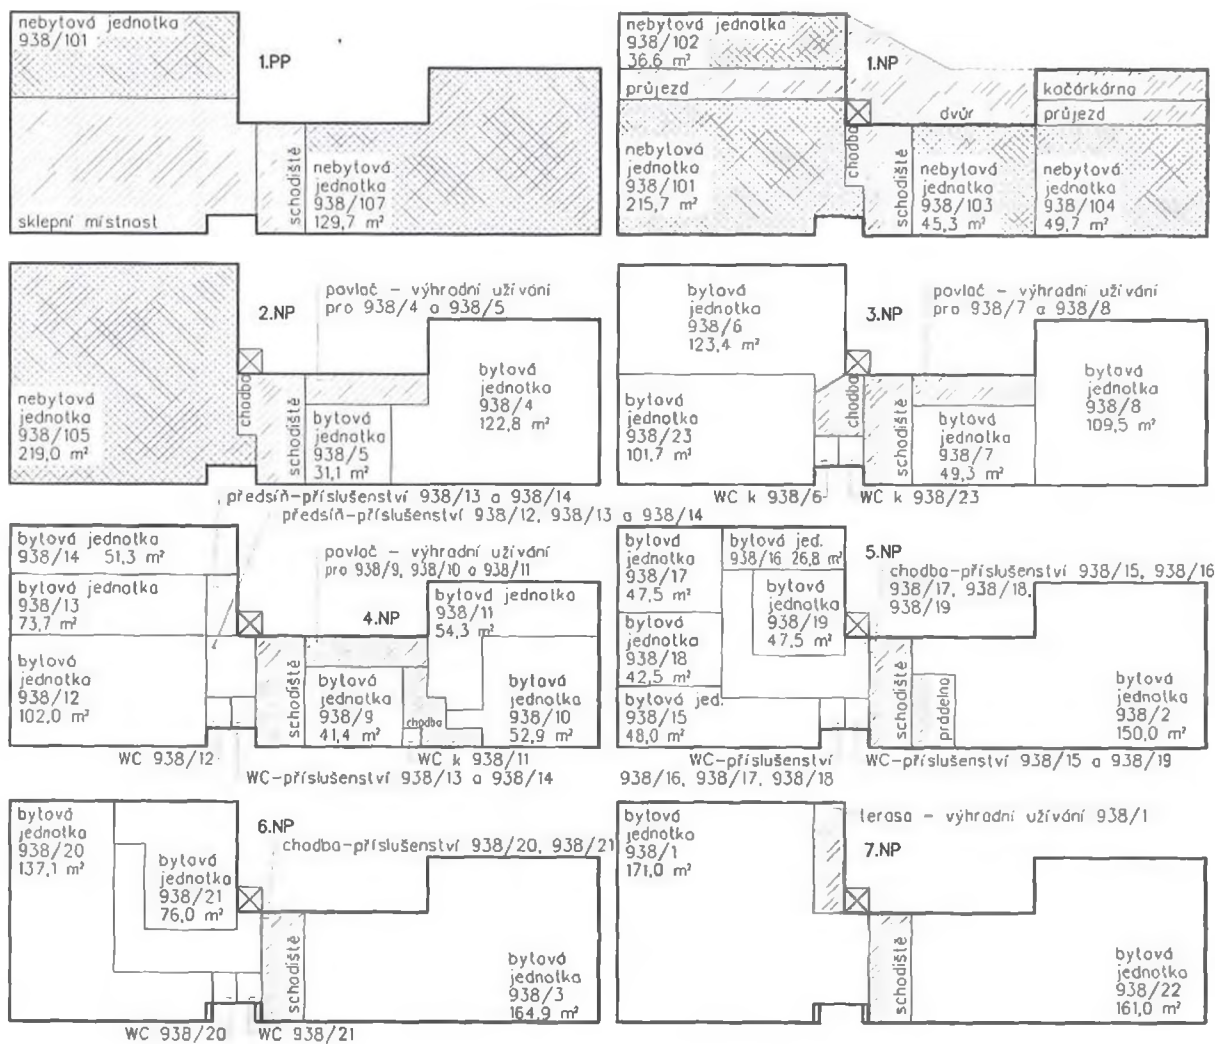 nebytová jednotka
938/101
1.PP
schodiště
nebytová
jednotka
938/107
129,7 m²
sklepní místnost
nebytová jednotka
938/102
36.6 m²
1.NP
průjezd
kočárkárna
průjezd
dvůr
chodba
nebytová
jednotka
938/101
215,7 m²
schodiště
nebytová
jednotka
938/103
45,3 m²
nebytová
jednotka
938/104
49,7 m²
2.NP
pavlač – výhradní užívání
pro 938/4 a 938/5
chodba
nebytová
jednotka
938/105
219,0 m²
schodiště
bytová
jednotka
938/5
31,1 m²
bytová
jednotka
938/4
122,8 m²
bytová
jednotka
938/6
123,4 m²
3.NP
pavlač – výhradní užívání
pro 938/7 a 938/8
bytová
jednotka
938/23
101,7 m²
chodba
schodiště
bytová
jednotka
938/7
49,3 m²
bytová
jednotka
938/8
109,5 m²
WC k 938/6
WC k 938/23
předsíň-příslušenství 938/13 a 938/14
předsíň-příslušenství 938/12, 938/13 a 938/14
bytová jednotka
938/14 51,3 m²
pavlač – výhradní užívání
pro 938/9, 938/10 a 938/11
bytová jednotka
938/13
73,7 m²
4.NP
bytová jednotka
938/11
54,3 m²
bytová
jednotka
938/12
102,0 m²
schodiště
bytová
jednotka
938/9
41,4 m²
chodba
bytová
jednotka
938/10
52,9 m²
WC 938/12
WC k 938/11
WC-příslušenství 938/13 a 938/14
bytová
jednotka
938/17
47,5 m²
bytová jed.
938/16 26,8 m²
5.NP
chodba-příslušenství 938/15, 938/16
938/17, 938/18,
938/19
bytová
jednotka
938/19
47,5 m²
bytová
jednotka
938/18
42,5 m²
bytová jed.
938/15
48,0 m²
schodiště
prádelna
bytová
jednotka
938/2
150,0 m²
WC-příslušenství
938/16, 938/17, 938/18
WC-příslušenství 938/15 a 938/19
bytová
jednotka
938/20
137,1 m²
6.NP
chodba-příslušenství 938/20, 938/21
bytová
jednotka
938/21
76,0 m²
schodiště
bytová
jednotka
938/3
164,9 m²
WC 938/20
WC 938/21
bytová
jednotka
938/1
171,0 m²
terasa – výhradní užívání 938/1
7.NP
schodiště
bytová
jednotka
938/22
161,0 m²